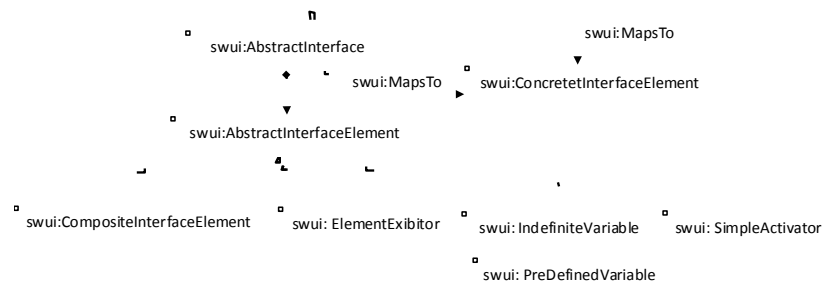 swui:MapsTo
swui:AbstractInterface
swui:MapsTo
swui:ConcretetInterfaceElement
swui:AbstractInterfaceElement
swui:CompositeInterfaceElement
swui: ElementExibitor
swui: IndefiniteVariable
swui: SimpleActivator
swui: PreDefinedVariable